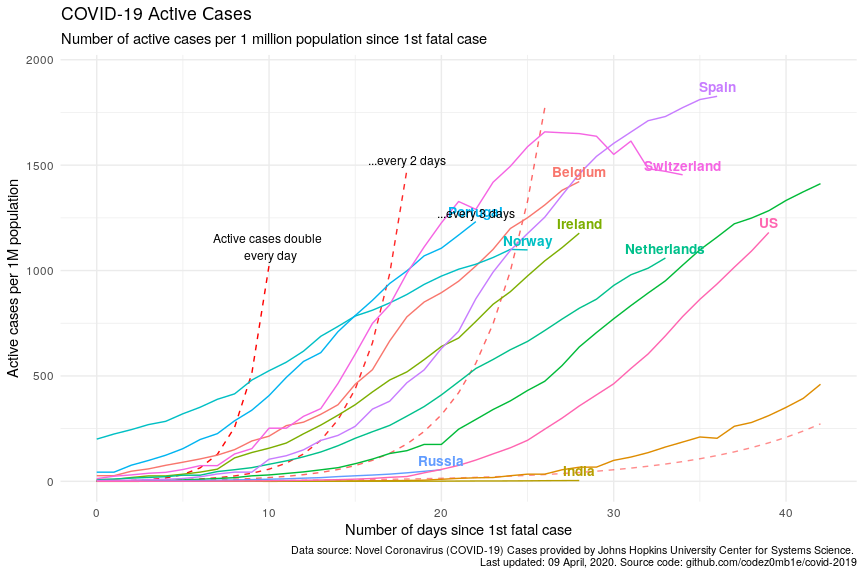 COVID-19 Active Cases
Number of active cases per 1 million population since 1st fatal case
2000
1500
1000
500
0
Active cases per 1M population
Spain
...every 2 days
Switzerland
Belgium
Portugal
...every 3 days
Ireland
US
Active cases double
every day
Norway
Netherlands
Russia
India
0
10
20
30
40
Number of days since 1st fatal case
Data source: Novel Coronavirus (COVID-19) Cases provided by Johns Hopkins University Center for Systems Science.
Last updated: 09 April, 2020. Source code: github.com/codez0mb1e/covid-2019